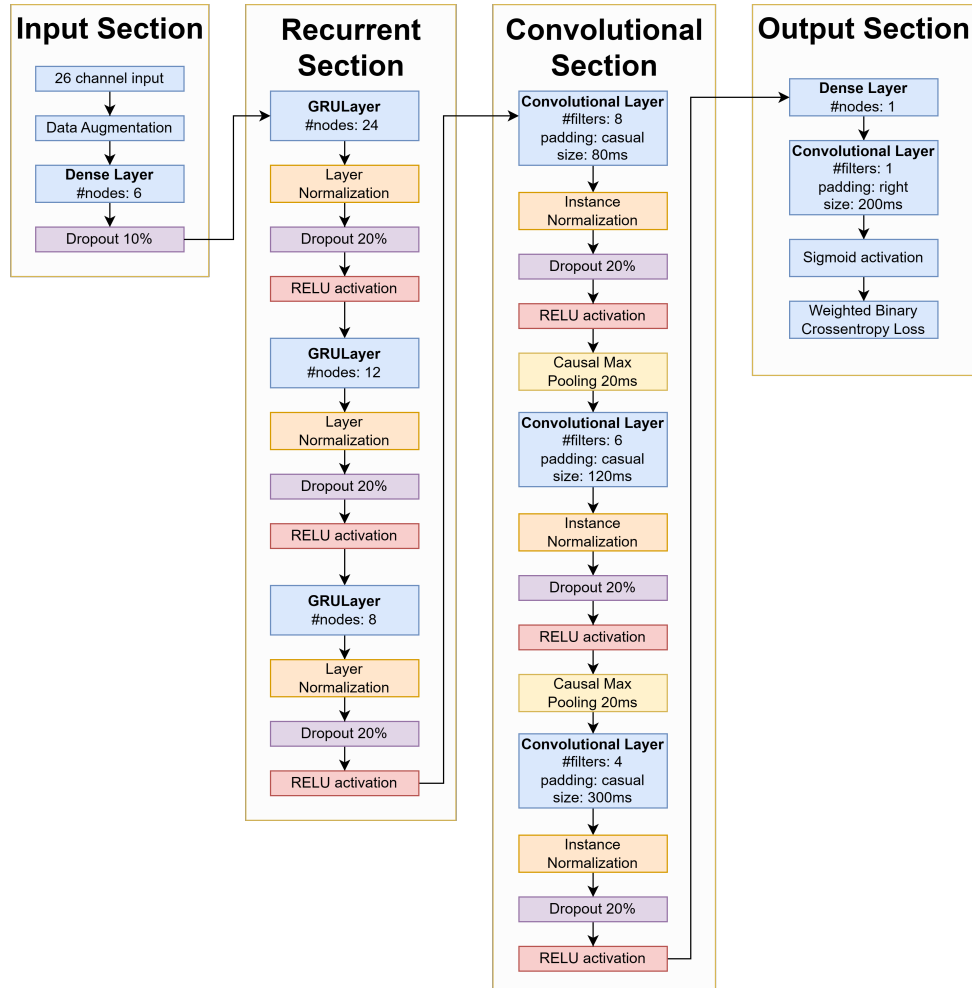 Input Section
26 channel input
Data Augmentation
Dense Layer
#nodes: 6
Dropout 10%
Recurrent
Section
GRULayer
#nodes: 24
Layer
Normalization
Dropout 20%
RELU activation
GRULayer
#nodes: 12
Layer
Normalization
Dropout 20%
RELU activation
GRULayer
#nodes: 8
Layer
Normalization
Dropout 20%
RELU activation
Convolutional
Section
Convolutional Layer
#filters: 8
padding: casual
size: 80ms
Instance
Normalization
Dropout 20%
RELU activation
Causal Max
Pooling 20ms
Convolutional Layer
#filters: 6
padding: casual
size: 120ms
Instance
Normalization
Dropout 20%
RELU activation
Causal Max
Pooling 20ms
Convolutional Layer
#filters: 4
padding: casual
size: 300ms
Instance
Normalization
Dropout 20%
RELU activation
Output Section
Dense Layer
#nodes: 1
Convolutional Layer
#filters: 1
padding: right
size: 200ms
Sigmoid activation
Weighted Binary
Crossentropy Loss